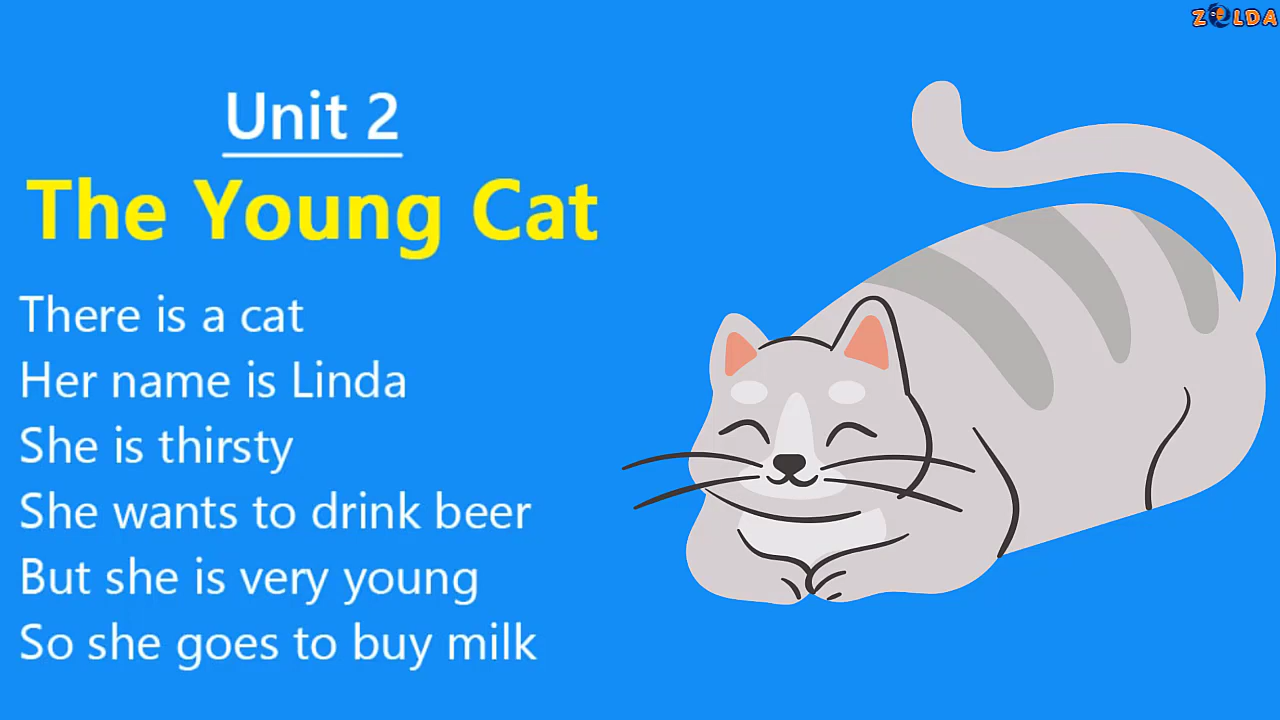 ZELDA
Unit 2
The Young Cat
There is a cat
Her name is Linda
She is thirsty
She wants to drink beer
But she is very young
So she goes to buy milk